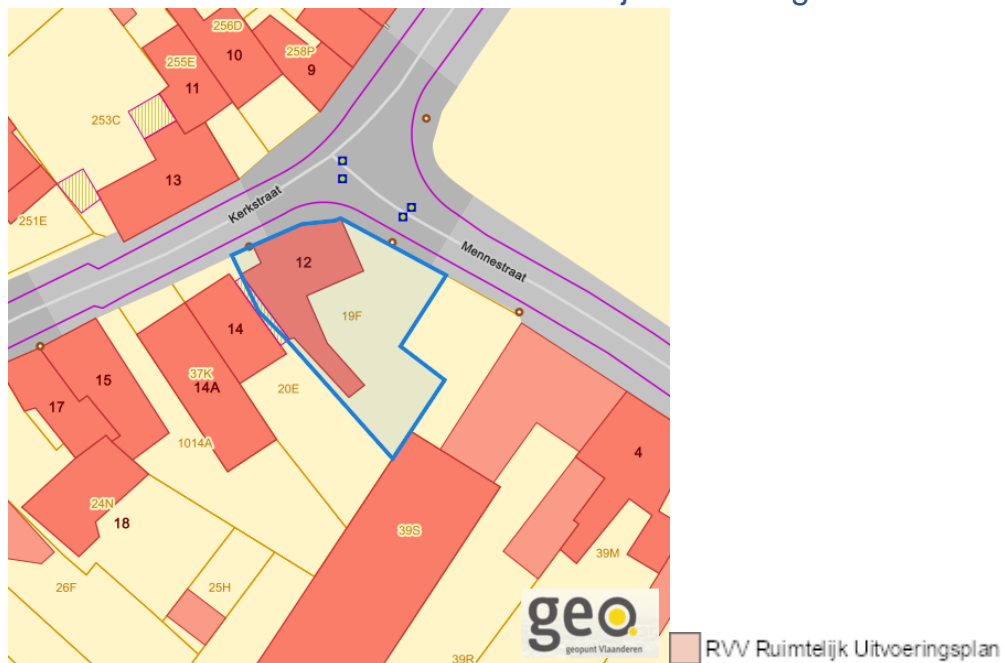 256D
258P
10
9
255E
11
253C
13
Kerkstraat
251E
Mennestraat
12
19F
14
37K
14A
20E
15
17
1014A
4
24N
18
39S
39M
26F
25H
39R
geo.
geopunt Vlaanderen
RVV Ruimtelijk Uitvoeringsplan